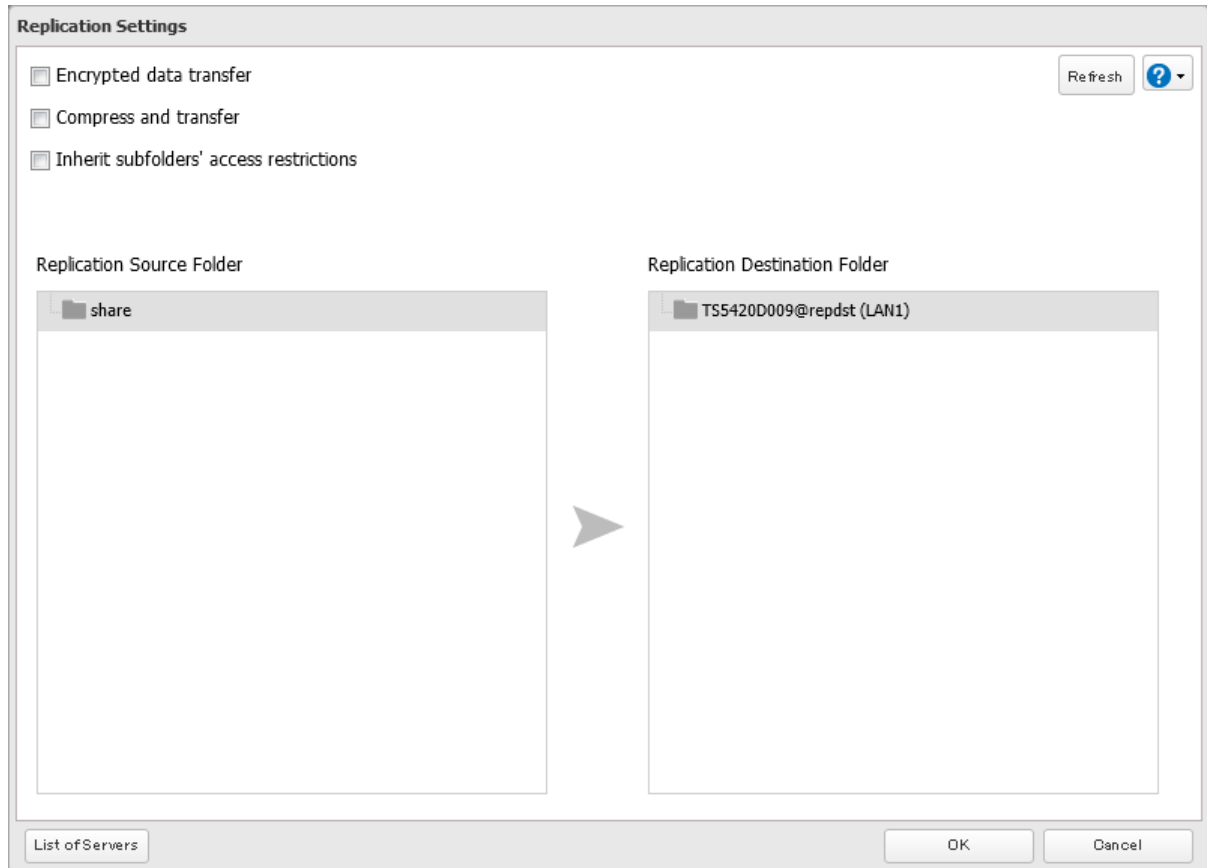 Replication Settings
Encrypted data transfer
Refresh
?
Compress and transfer
Inherit subfolders' access restrictions
Replication Source Folder
Replication Destination Folder
share
TS5420D009@repdst (LAN1)
List of Servers
OK
Cancel